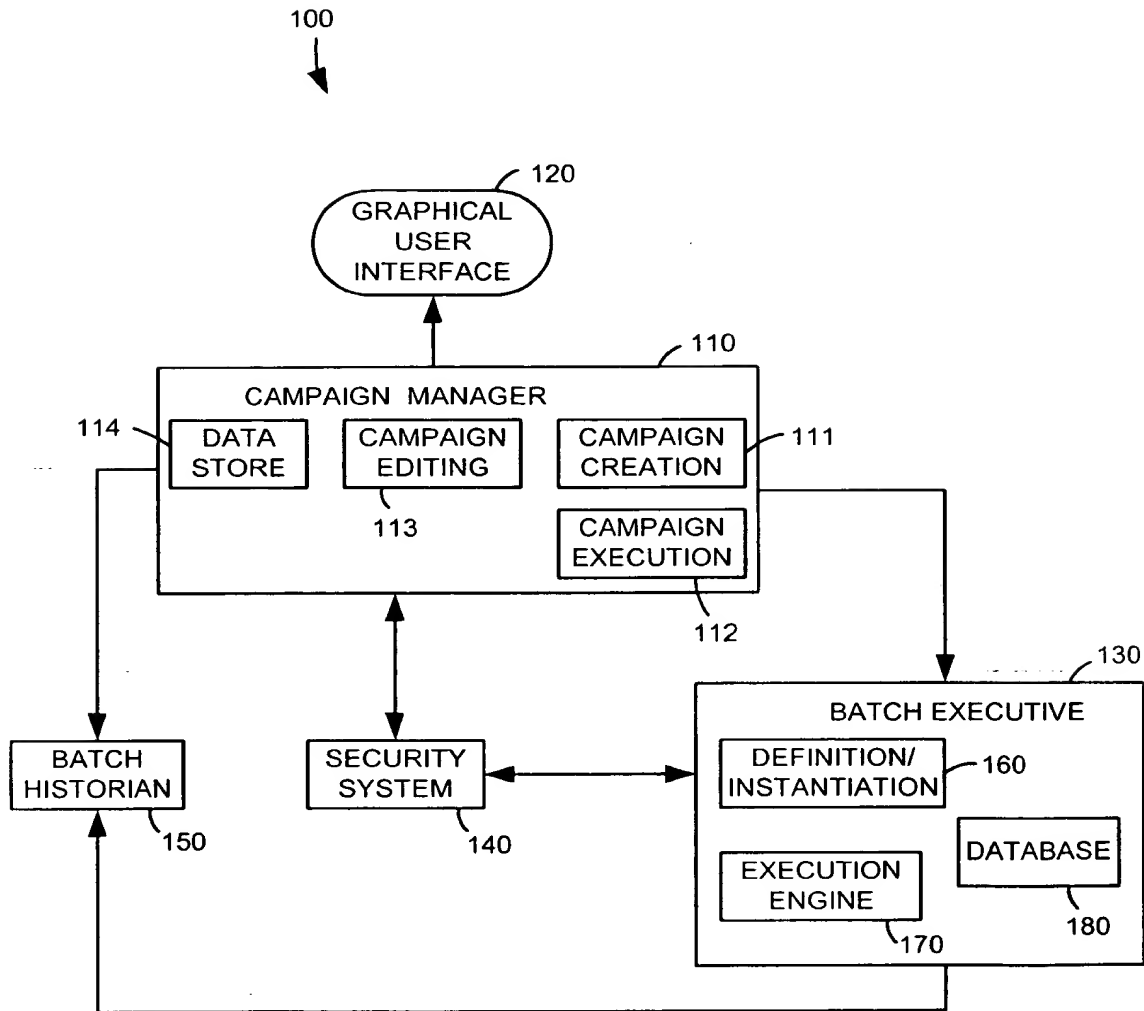 100
120
GRAPHICAL
USER
INTERFACE
110
CAMPAIGN MANAGER
114
DATA
STORE
CAMPAIGN
EDITING
113
CAMPAIGN
CREATION
111
CAMPAIGN
EXECUTION
112
130
BATCH EXECUTIVE
BATCH
HISTORIAN
150
SECURITY
SYSTEM
140
DEFINITION/
INSTANTIATION
160
DATABASE
180
EXECUTION
ENGINE
170